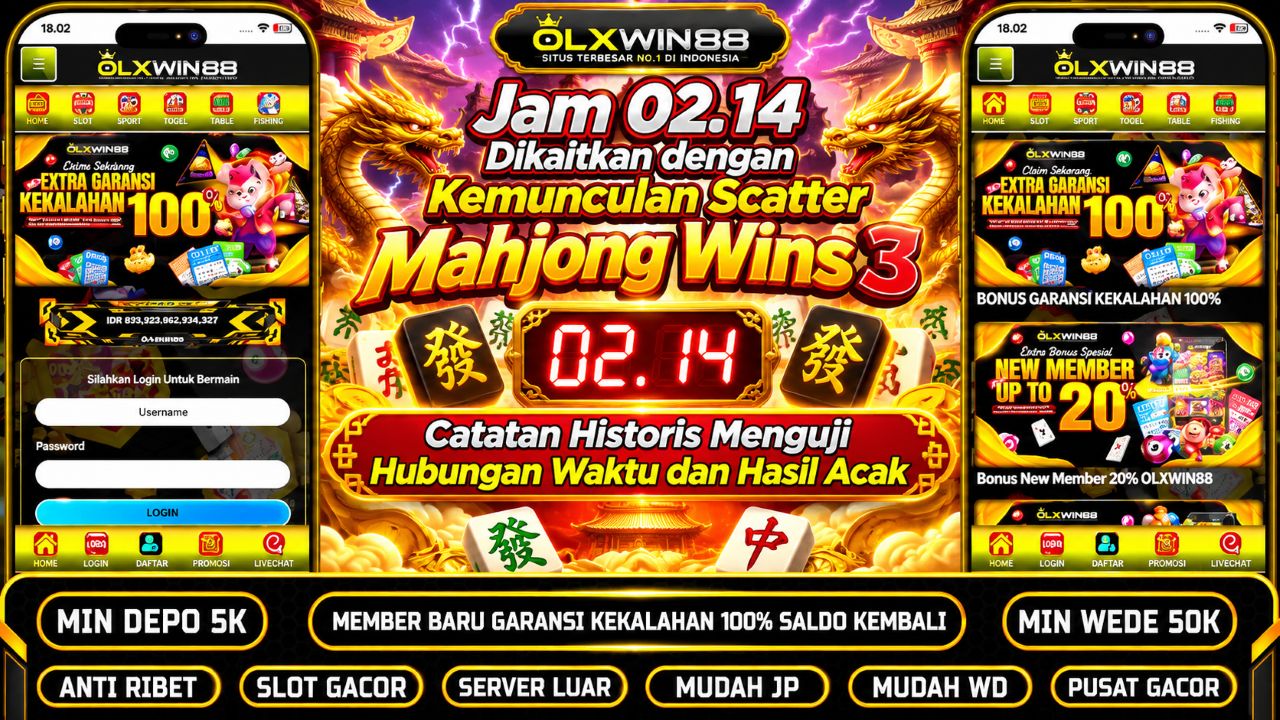 18.02
OLXWIN88
HOME SLOT SPORT TOGEL TABLE FISHING
OLXWIN88
EXTRA GARANSI
KEKALAHAN 100%
IDR 893,923,962,934,327
Silahkan Login Untuk Bermain
Username
Password
LOGIN
HOME LOGIN DAFTAR PROMOSI LIVECHAT
OLXWIN88
SITUS TERBESAR NO.1 DI INDONESIA
Jam 02.14
Dikaitkan dengan
Kemunculan Scatter
Mahjong Wins 3
發 02.14 發
Catatan Historis Menguji
Hubungan Waktu dan Hasil Acak
發 中
18.02
OLXWIN88
HOME SLOT SPORT TOGEL TABLE FISHING
OLXWIN88
Claim Sekarang
EXTRA GARANSI
KEKALAHAN 100%
BONUS GARANSI KEKALAHAN 100%
OLXWIN88
Extra Bonus Spesial
NEW MEMBER
UP TO 20%
Bonus New Member 20% OLXWIN88
OLXWIN88
HOME LOGIN DAFTAR PROMOSI LIVECHAT
MIN DEPO 5K
MEMBER BARU GARANSI KEKALAHAN 100% SALDO KEMBALI
MIN WEDE 50K
ANTI RIBET
SLOT GACOR
SERVER LUAR
MUDAH JP
MUDAH WD
PUSAT GACOR